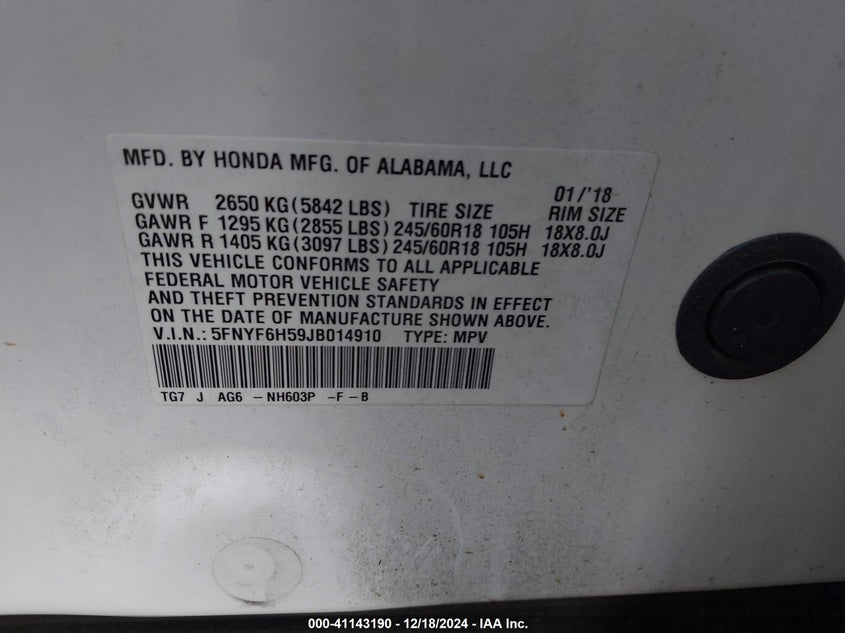 MFD. BY HONDA MFG. OF ALABAMA, LLC
01/'18
GVWR 2650 KG (5842 LBS) TIRE SIZE RIM SIZE
GAWR F 1295 KG (2855 LBS) 245/60R18 105H 18X8.0J
GAWR R 1405 KG (3097 LBS) 245/60R18 105H 18X8.0J
THIS VEHICLE CONFORMS TO ALL APPLICABLE
FEDERAL MOTOR VEHICLE SAFETY
AND THEFT PREVENTION STANDARDS IN EFFECT
ON THE DATE OF MANUFACTURE SHOWN ABOVE.
V.I.N.: 5FNYF6H59JB014910 TYPE: MPV
TG7 J AG6 -NH603P -F-B
000-41143190 - 12/18/2024 - IAA Inc.